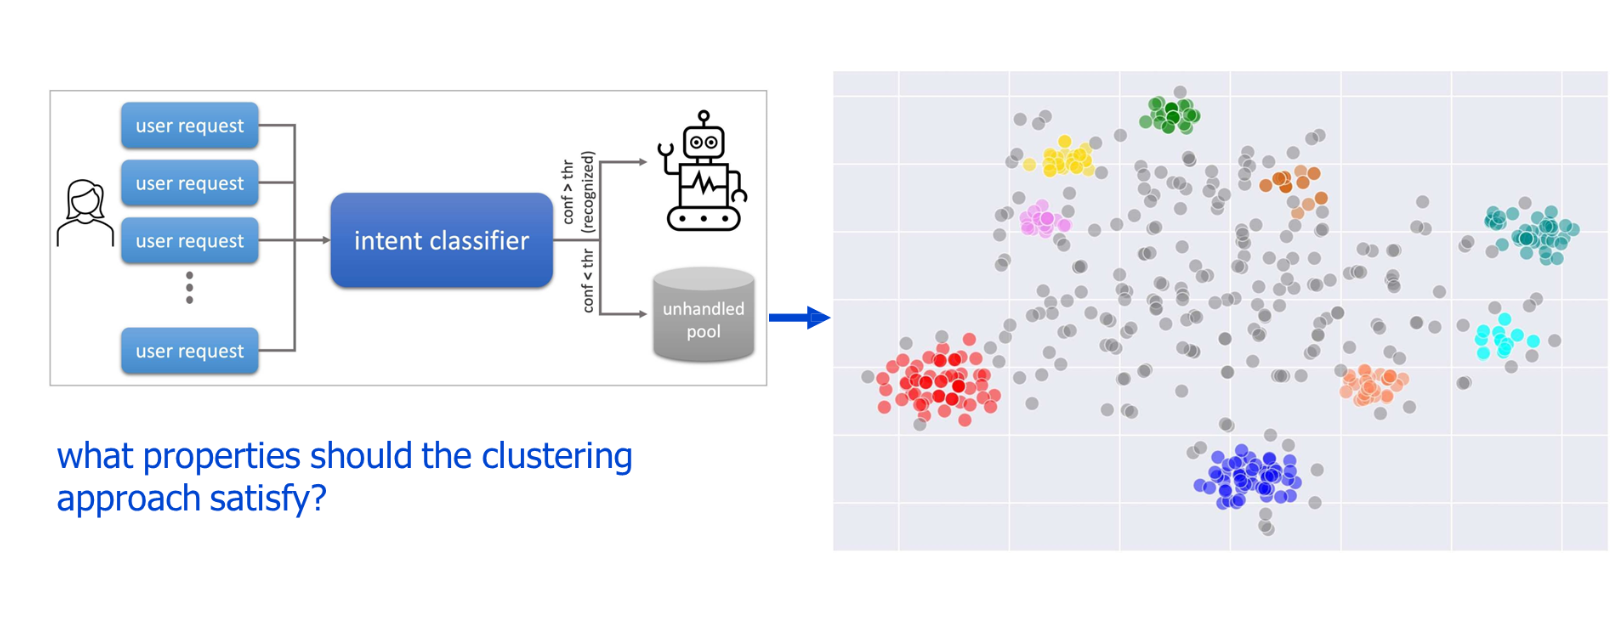 user request
user request
user request
user request
intent classifier
conf > thr
(recognized)
conf < thr
unhandled
pool
what properties should the clustering
approach satisfy?